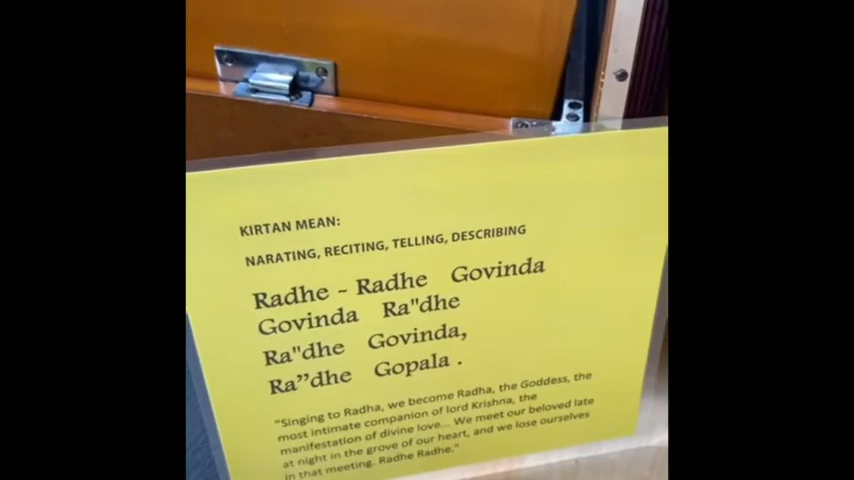 KIRTAN MEAN:
NARATING, RECITING, TELLING, DESCRIBING
Radhe ~ Radhe Govinda
Govinda Ra"dhe
Ra"dhe Govinda,
Ra”dhe Gopala .
"Singing to Radha, we become Radha, the Goddess, the
most intimate companion of lord Krishna, the
manifestation of divine love... We meet our beloved late
at night in the grove of our heart, and we lose ourselves
in that meeting. Radhe Radhe."